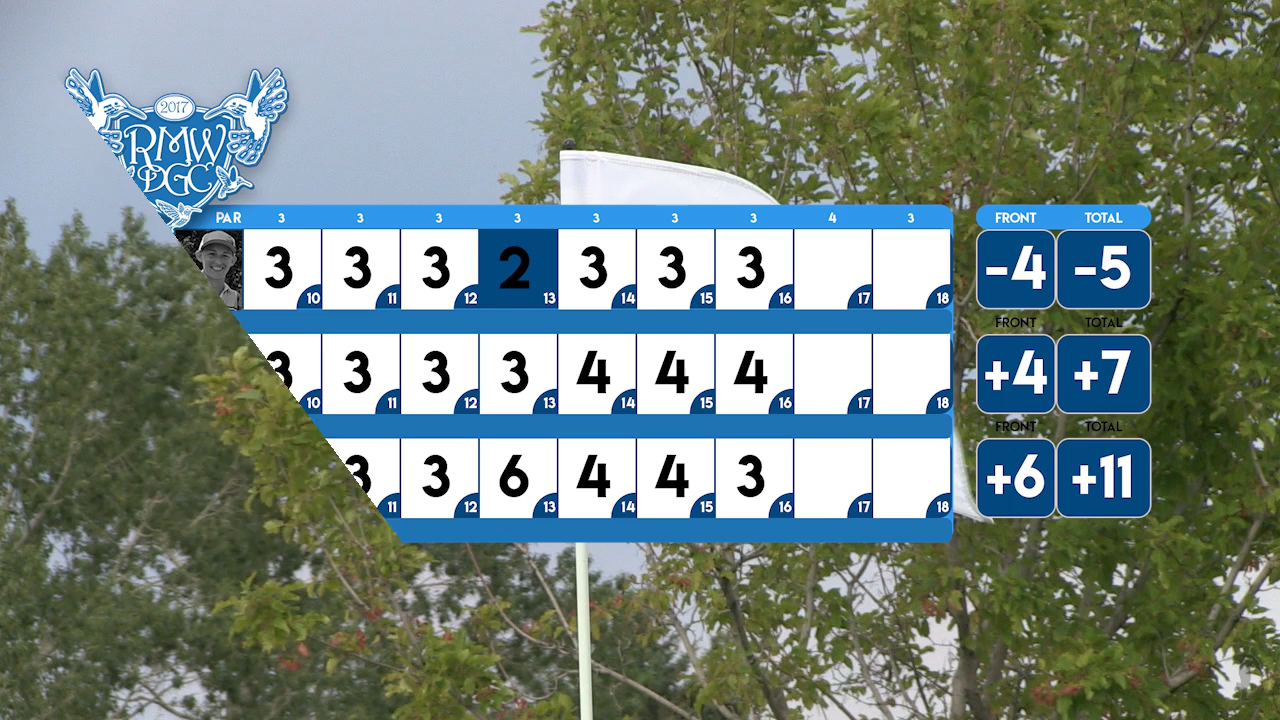 2017
RMW
DGC
PAR 3 3 3 3 3 3 3 4 3 FRONT TOTAL
3 3 3 2 3 3 3 -4 -5
10 11 12 13 14 15 16 17 18
FRONT TOTAL
3 3 3 3 4 4 4 +4 +7
10 11 12 13 14 15 16 17 18
FRONT TOTAL
3 3 6 4 4 3 +6 +11
11 12 13 14 15 16 17 18